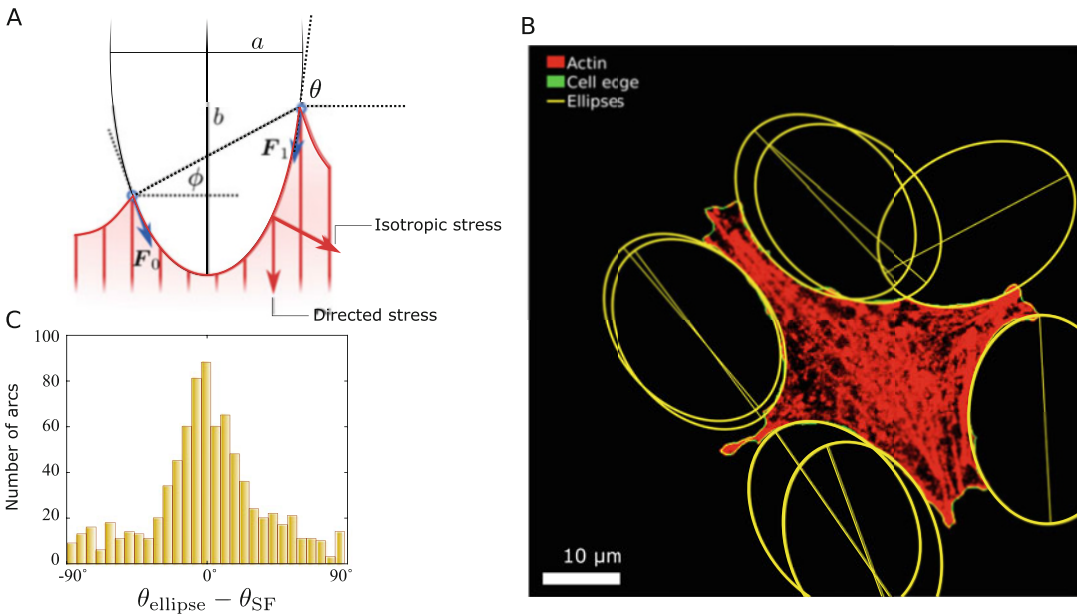 A
a
θ
b
F₁
ϕ
F₀
Isotropic stress
Directed stress
B
Actin
Cell edge
Ellipses
10 µm
C
Number of arcs
100
80
60
40
20
0
-90° 0° 90°
θellipse − θSF